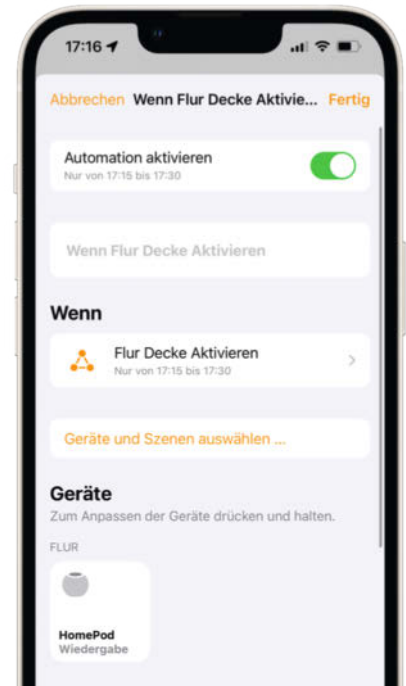 17:16
Abbrechen Wenn Flur Decke Aktivie... Fertig
Automation aktivieren
Nur von 17:15 bis 17:30
Wenn Flur Decke Aktivieren
Wenn
Flur Decke Aktivieren
Nur von 17:15 bis 17:30
Geräte und Szenen auswählen ...
Geräte
Zum Anpassen der Geräte drücken und halten.
FLUR
HomePod
Wiedergabe